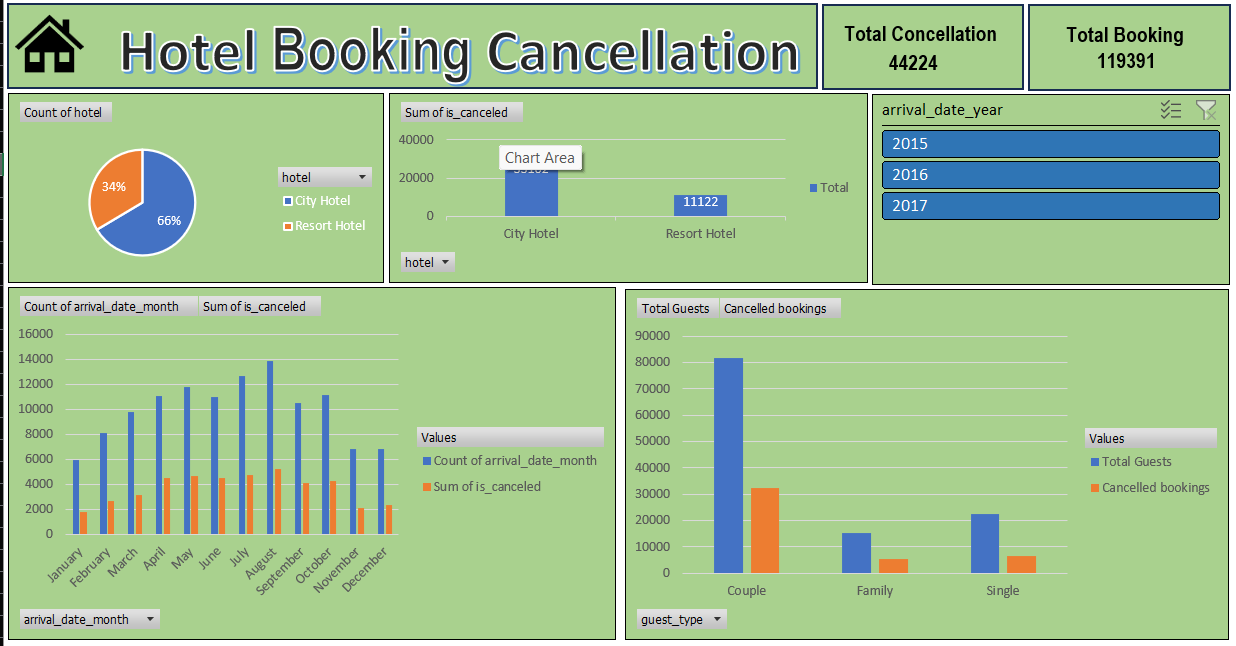 Hotel Booking Cancellation
Total Concellation
44224
Total Booking
119391
Count of hotel
34%
66%
hotel
City Hotel
Resort Hotel
Sum of is_canceled
40000
20000
0
Chart Area
11122
City Hotel
Resort Hotel
Total
hotel
arrival_date_year
2015
2016
2017
Count of arrival_date_month
Sum of is_canceled
16000
14000
12000
10000
8000
6000
4000
2000
0
January
February
March
April
May
June
July
August
September
October
November
December
Values
Count of arrival_date_month
Sum of is_canceled
arrival_date_month
Total Guests
Cancelled bookings
90000
80000
70000
60000
50000
40000
30000
20000
10000
0
Couple
Family
Single
Values
Total Guests
Cancelled bookings
guest_type